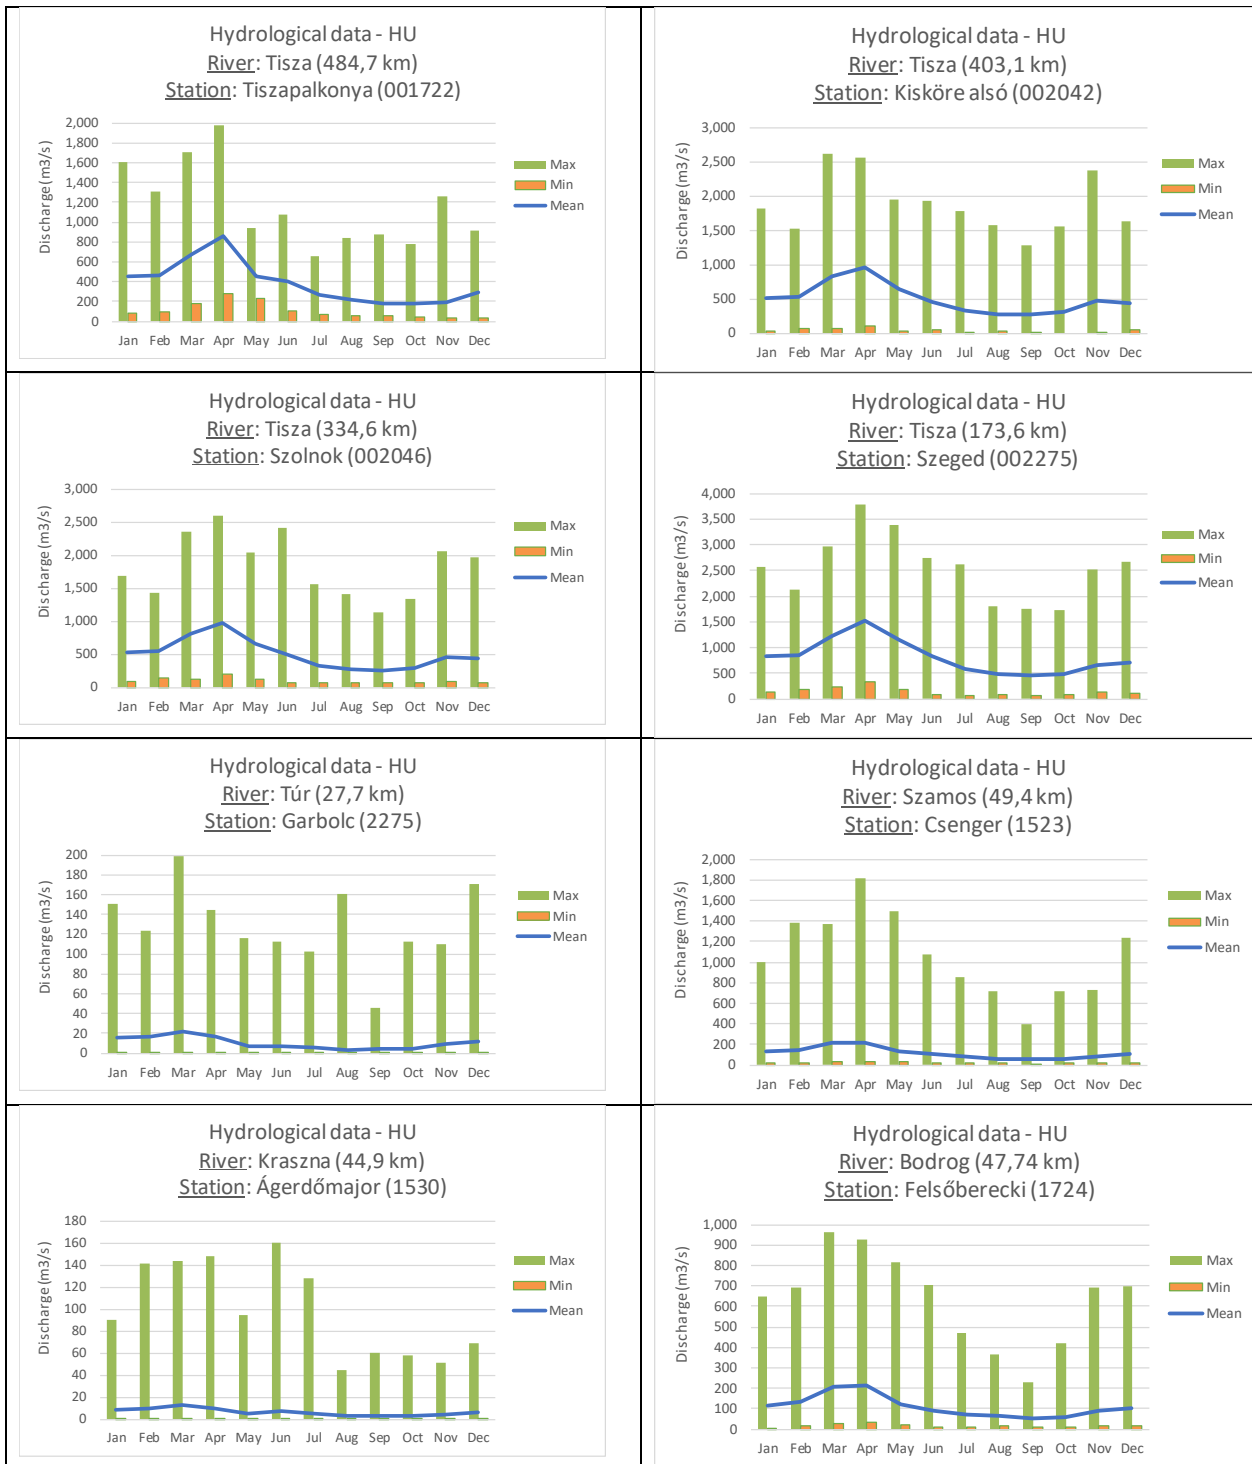 Hydrological data - HU
River: Tisza (484,7 km)
Station: Tiszapalkonya (001722)
Discharge (m3/s)
2,000
1,800
1,600
1,400
1,200
1,000
800
600
400
200
0
Jan Feb Mar Apr May Jun Jul Aug Sep Oct Nov Dec
Max
Min
Mean
Hydrological data - HU
River: Tisza (403,1 km)
Station: Kisköre alsó (002042)
Discharge (m3/s)
3,000
2,500
2,000
1,500
1,000
500
0
Jan Feb Mar Apr May Jun Jul Aug Sep Oct Nov Dec
Max
Min
Mean
Hydrological data - HU
River: Tisza (334,6 km)
Station: Szolnok (002046)
Discharge (m3/s)
3,000
2,500
2,000
1,500
1,000
500
0
Jan Feb Mar Apr May Jun Jul Aug Sep Oct Nov Dec
Max
Min
Mean
Hydrological data - HU
River: Tisza (173,6 km)
Station: Szeged (002275)
Discharge (m3/s)
4,000
3,500
3,000
2,500
2,000
1,500
1,000
500
0
Jan Feb Mar Apr May Jun Jul Aug Sep Oct Nov Dec
Max
Min
Mean
Hydrological data - HU
River: Túr (27,7 km)
Station: Garbolc (2275)
Discharge (m3/s)
200
180
160
140
120
100
80
60
40
20
0
Jan Feb Mar Apr May Jun Jul Aug Sep Oct Nov Dec
Max
Min
Mean
Hydrological data - HU
River: Szamos (49,4 km)
Station: Csenger (1523)
Discharge (m3/s)
2,000
1,800
1,600
1,400
1,200
1,000
800
600
400
200
0
Jan Feb Mar Apr May Jun Jul Aug Sep Oct Nov Dec
Max
Min
Mean
Hydrological data - HU
River: Kraszna (44,9 km)
Station: Ágerdőmajor (1530)
Discharge (m3/s)
180
160
140
120
100
80
60
40
20
0
Jan Feb Mar Apr May Jun Jul Aug Sep Oct Nov Dec
Max
Min
Mean
Hydrological data - HU
River: Bodrog (47,74 km)
Station: Felsőberecki (1724)
Discharge (m3/s)
1,000
900
800
700
600
500
400
300
200
100
0
Jan Feb Mar Apr May Jun Jul Aug Sep Oct Nov Dec
Max
Min
Mean